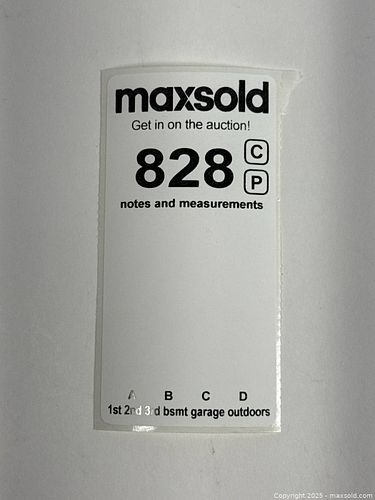 maxsold
Get in on the auction!
828 C
P
notes and measurements
A B C D
1st 2nd 3rd bsmt garage outdoors
Copyright 2025 - maxsold.com